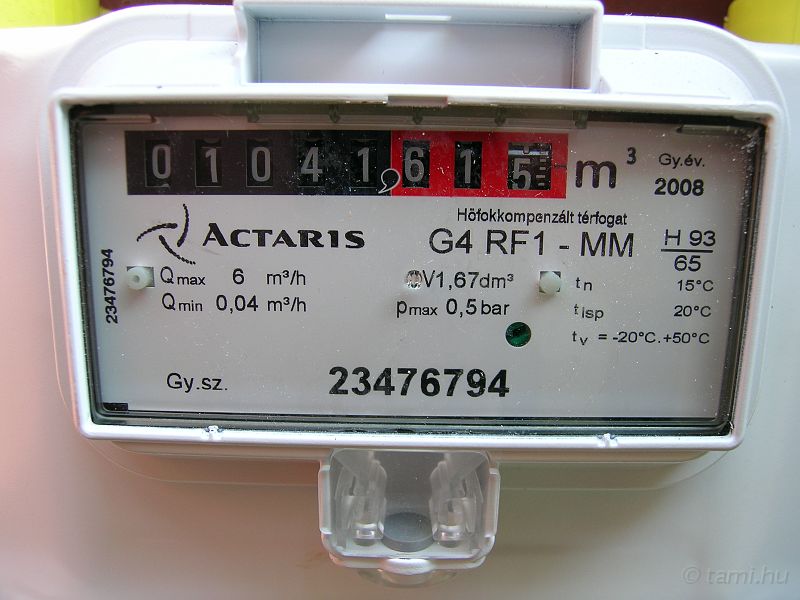 01041,615 m³
Gy.év.
2008
Hőfokkompenzált térfogat
ACTARIS
G4 RF1 - MM
H 93
65
23476794
Qmax 6 m³/h
V1,67dm³
tn 15°C
Qmin 0,04 m³/h
pmax 0,5 bar
tisp 20°C
tv = -20°C.+50°C
Gy.sz. 23476794
© tami.hu